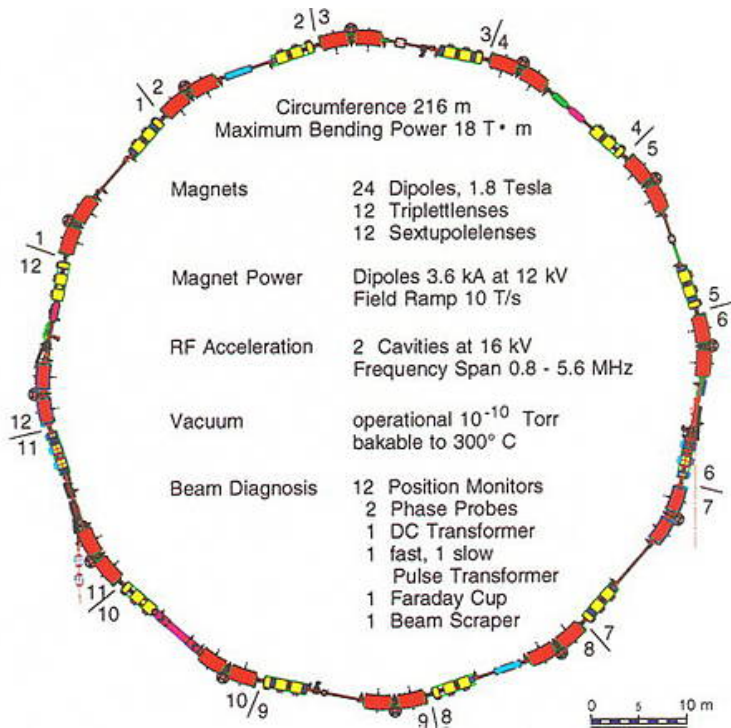 2/3
3/4
1/2
Circumference 216 m
Maximum Bending Power 18 T • m
4/5
Magnets 24 Dipoles, 1.8 Tesla
12 Triplettlenses
12 Sextupolelenses
1/12
Magnet Power Dipoles 3.6 kA at 12 kV
Field Ramp 10 T/s
5/6
RF Acceleration 2 Cavities at 16 kV
Frequency Span 0.8 - 5.6 MHz
Vacuum operational 10⁻¹⁰ Torr
bakable to 300° C
12/11
Beam Diagnosis 12 Position Monitors
6/7
2 Phase Probes
1 DC Transformer
1 fast, 1 slow
Pulse Transformer
1 Faraday Cup
1 Beam Scraper
11/10
8/7
10/9
9/8
0 5 10 m